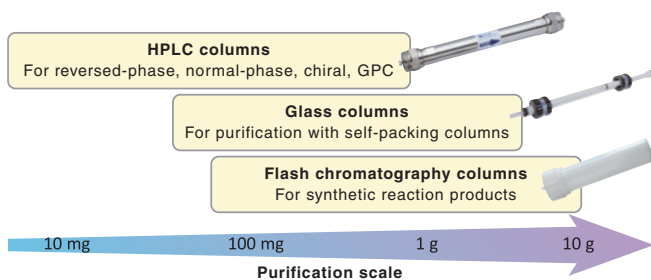 HPLC columns
For reversed-phase, normal-phase, chiral, GPC
Glass columns
For purification with self-packing columns
Flash chromatography columns
For synthetic reaction products
10 mg 100 mg 1 g 10 g
Purification scale